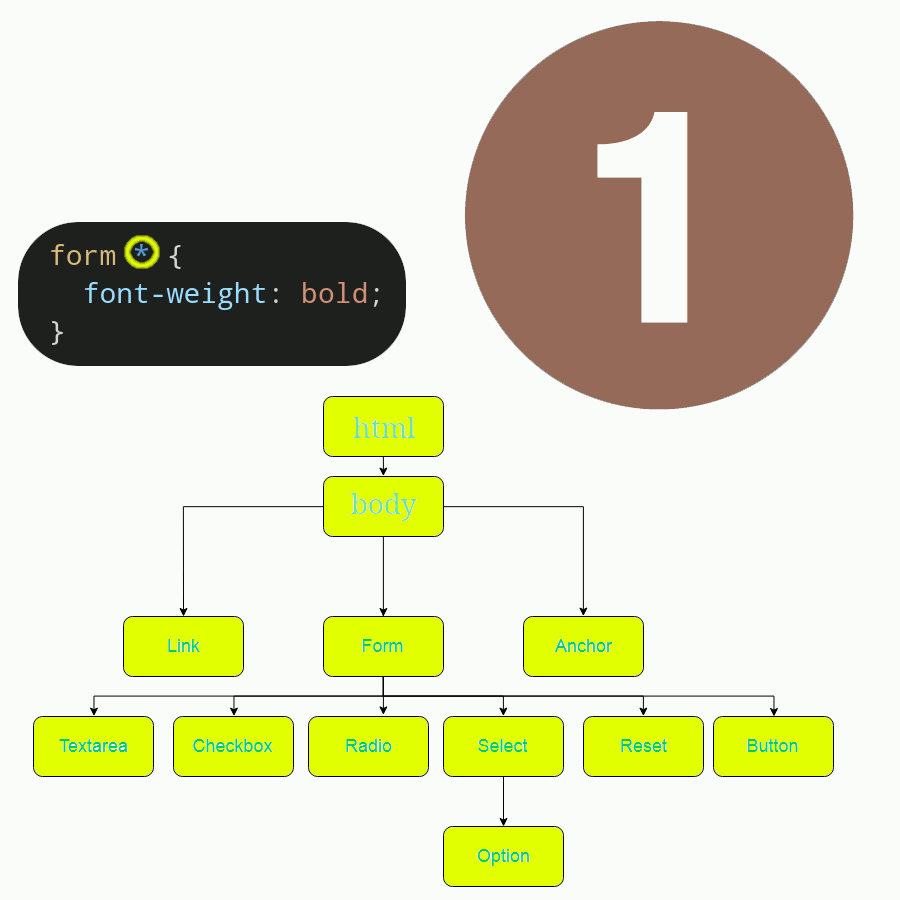 1
form * {
  font-weight: bold;
}
html
body
Link Form Anchor
Textarea Checkbox Radio Select Reset Button
Option